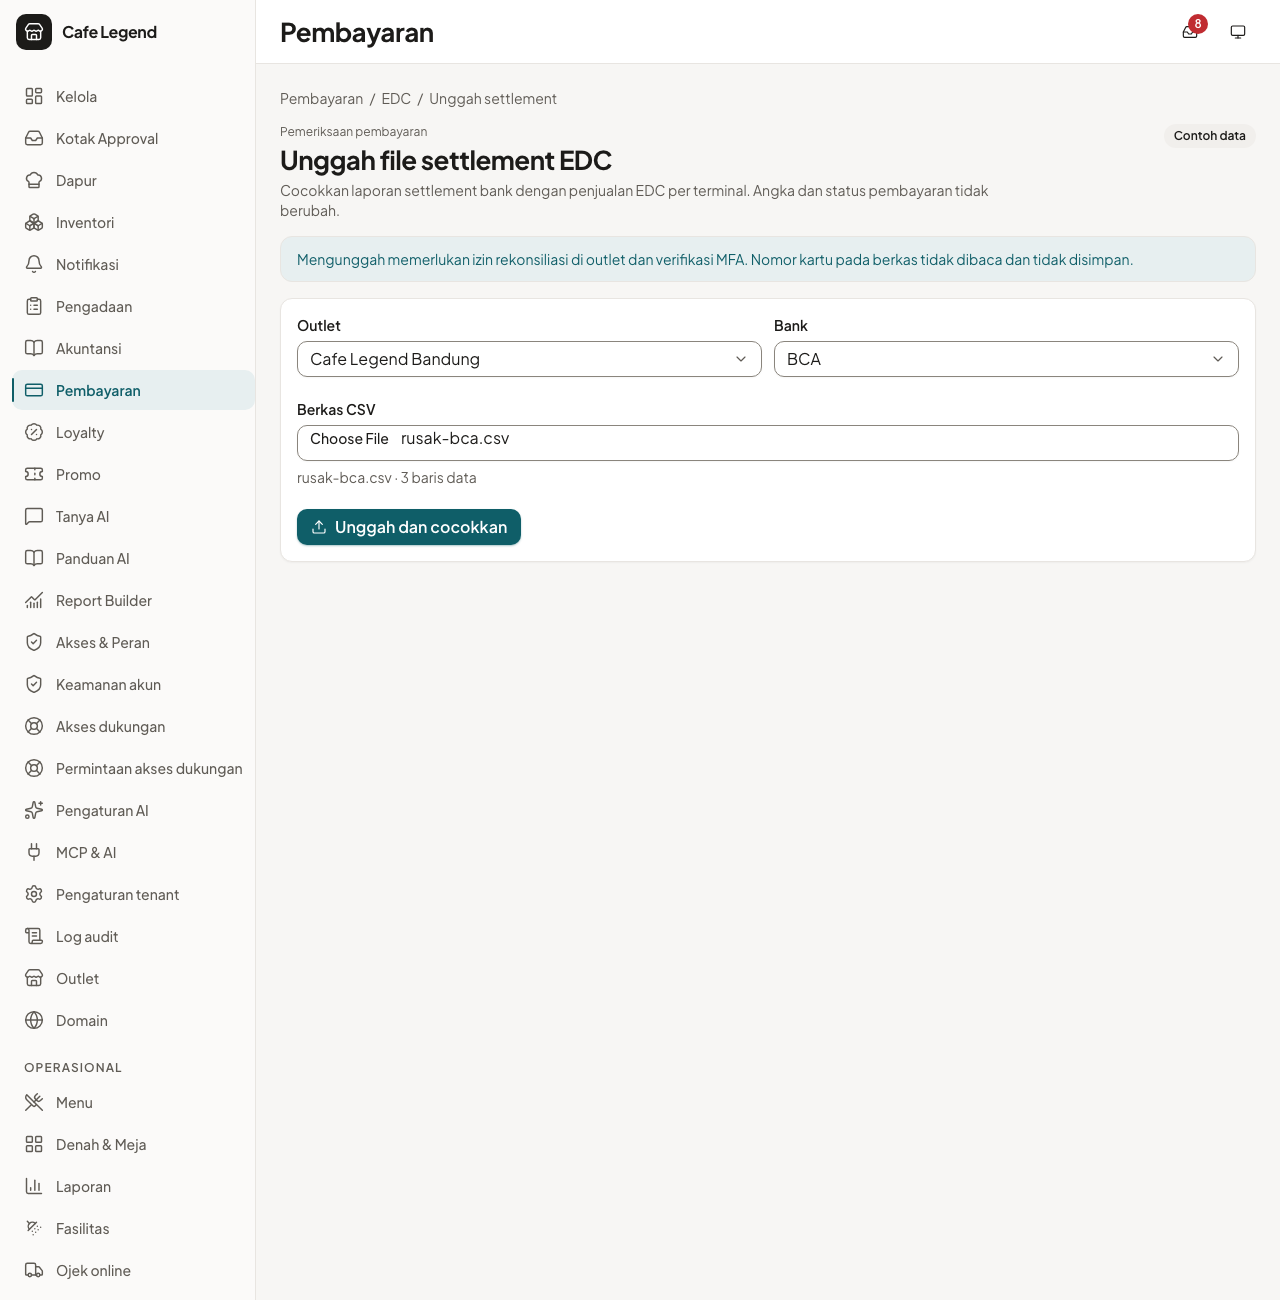 Cafe Legend
Kelola
Kotak Approval
Dapur
Inventori
Notifikasi
Pengadaan
Akuntansi
Pembayaran
Loyalty
Promo
Tanya AI
Panduan AI
Report Builder
Akses & Peran
Keamanan akun
Akses dukungan
Permintaan akses dukungan
Pengaturan AI
MCP & AI
Pengaturan tenant
Log audit
Outlet
Domain
OPERASIONAL
Menu
Denah & Meja
Laporan
Fasilitas
Ojek online
Pembayaran
8
Pembayaran / EDC / Unggah settlement
Pemeriksaan pembayaran
Contoh data
Unggah file settlement EDC
Cocokkan laporan settlement bank dengan penjualan EDC per terminal. Angka dan status pembayaran tidak
berubah.
Mengunggah memerlukan izin rekonsiliasi di outlet dan verifikasi MFA. Nomor kartu pada berkas tidak dibaca dan tidak disimpan.
Outlet
Cafe Legend Bandung
Bank
BCA
Berkas CSV
Choose File rusak-bca.csv
rusak-bca.csv · 3 baris data
Unggah dan cocokkan